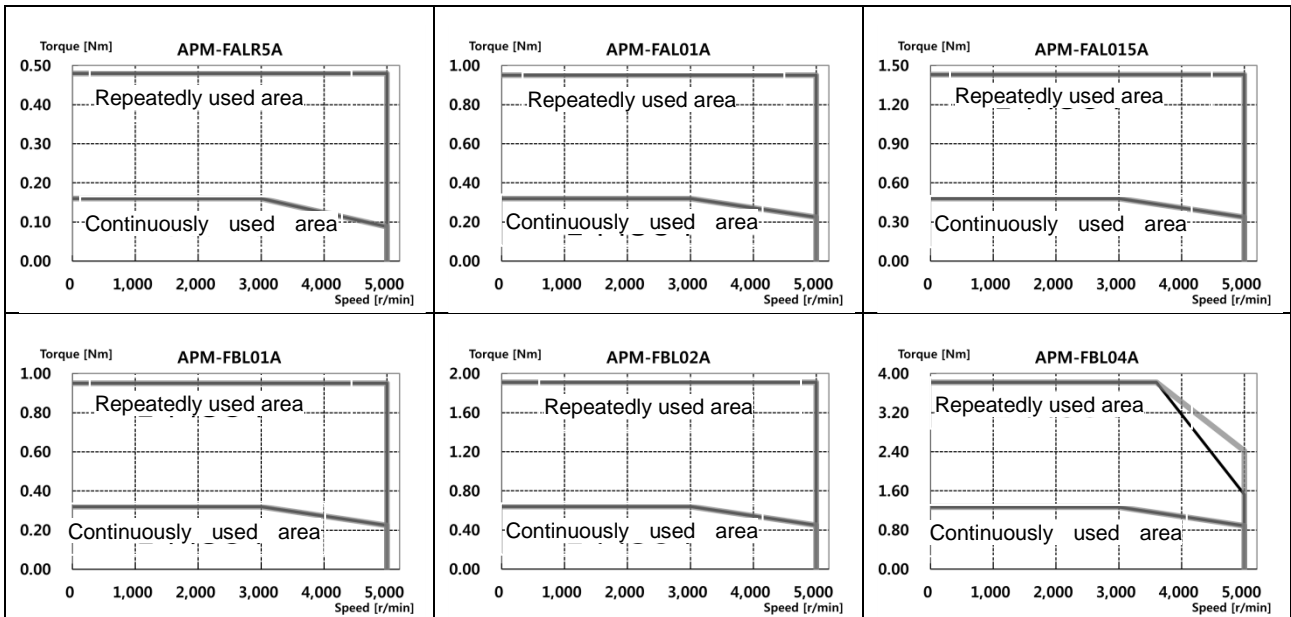 Torque [Nm] APM-FALR5A
0.50
0.40
0.30
0.20
0.10
0.00
Repeatedly used area
Continuously used area
0 1,000 2,000 3,000 4,000 5,000
Speed [r/min]
Torque [Nm] APM-FAL01A
1.00
0.80
0.60
0.40
0.20
0.00
Repeatedly used area
Continuously used area
0 1,000 2,000 3,000 4,000 5,000
Speed [r/min]
Torque [Nm] APM-FAL015A
1.50
1.20
0.90
0.60
0.30
0.00
Repeatedly used area
Continuously used area
0 1,000 2,000 3,000 4,000 5,000
Speed [r/min]
Torque [Nm] APM-FBL01A
1.00
0.80
0.60
0.40
0.20
0.00
Repeatedly used area
Continuously used area
0 1,000 2,000 3,000 4,000 5,000
Speed [r/min]
Torque [Nm] APM-FBL02A
2.00
1.60
1.20
0.80
0.40
0.00
Repeatedly used area
Continuously used area
0 1,000 2,000 3,000 4,000 5,000
Speed [r/min]
Torque [Nm] APM-FBL04A
4.00
3.20
2.40
1.60
0.80
0.00
Repeatedly used area
Continuously used area
0 1,000 2,000 3,000 4,000 5,000
Speed [r/min]